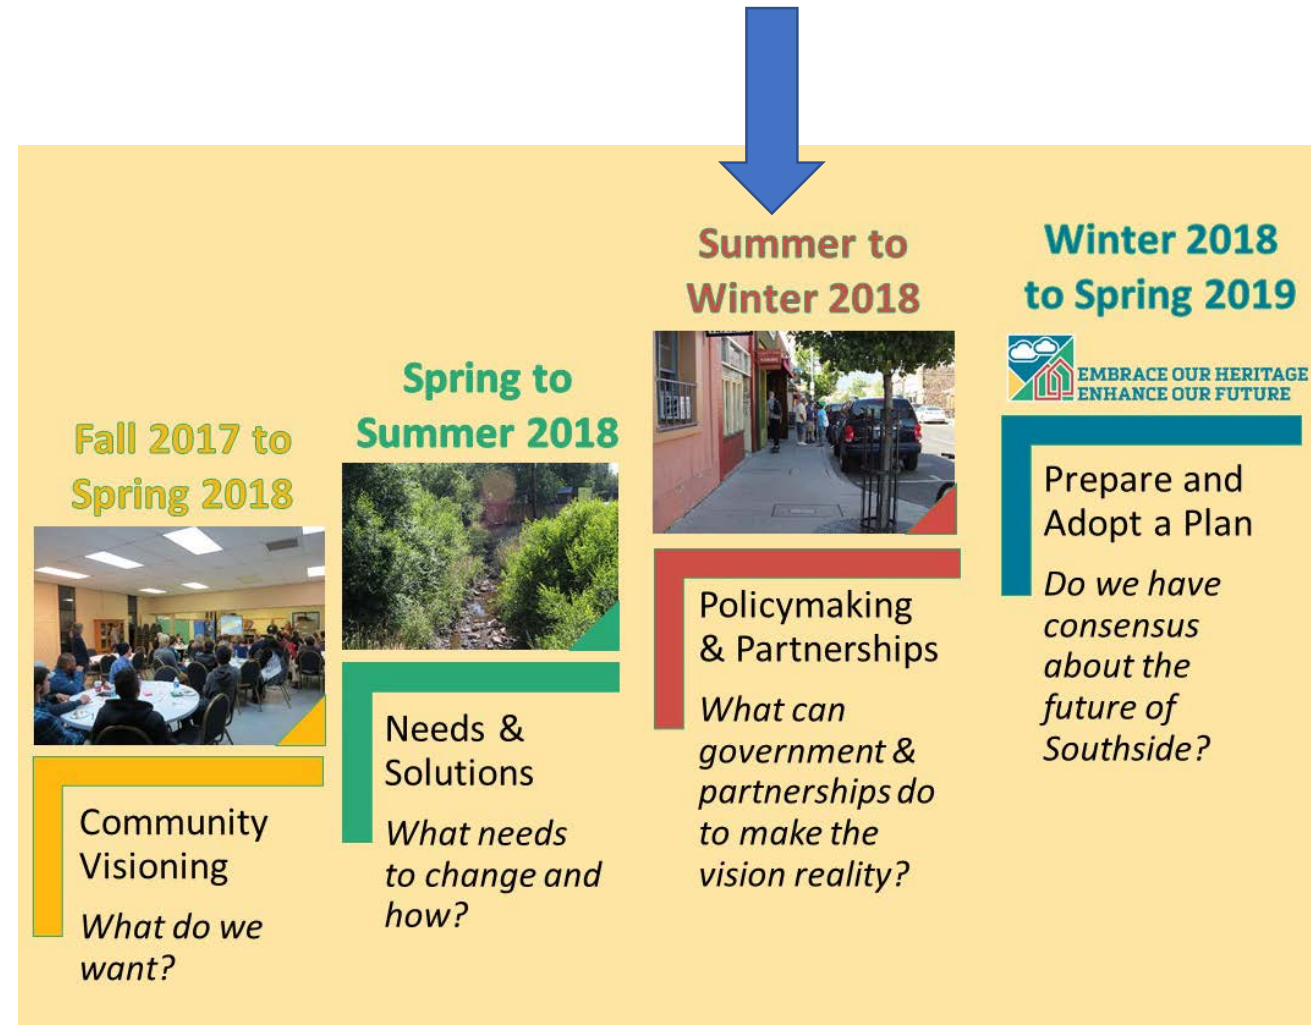 Fall 2017 to
Spring 2018
Community
Visioning
What do we
want?
Spring to
Summer 2018
Needs &
Solutions
What needs
to change and
how?
Summer to
Winter 2018
Policymaking
& Partnerships
What can
government &
partnerships do
to make the
vision reality?
Winter 2018
to Spring 2019
EMBRACE OUR HERITAGE
ENHANCE OUR FUTURE
Prepare and
Adopt a Plan
Do we have
consensus
about the
future of
Southside?